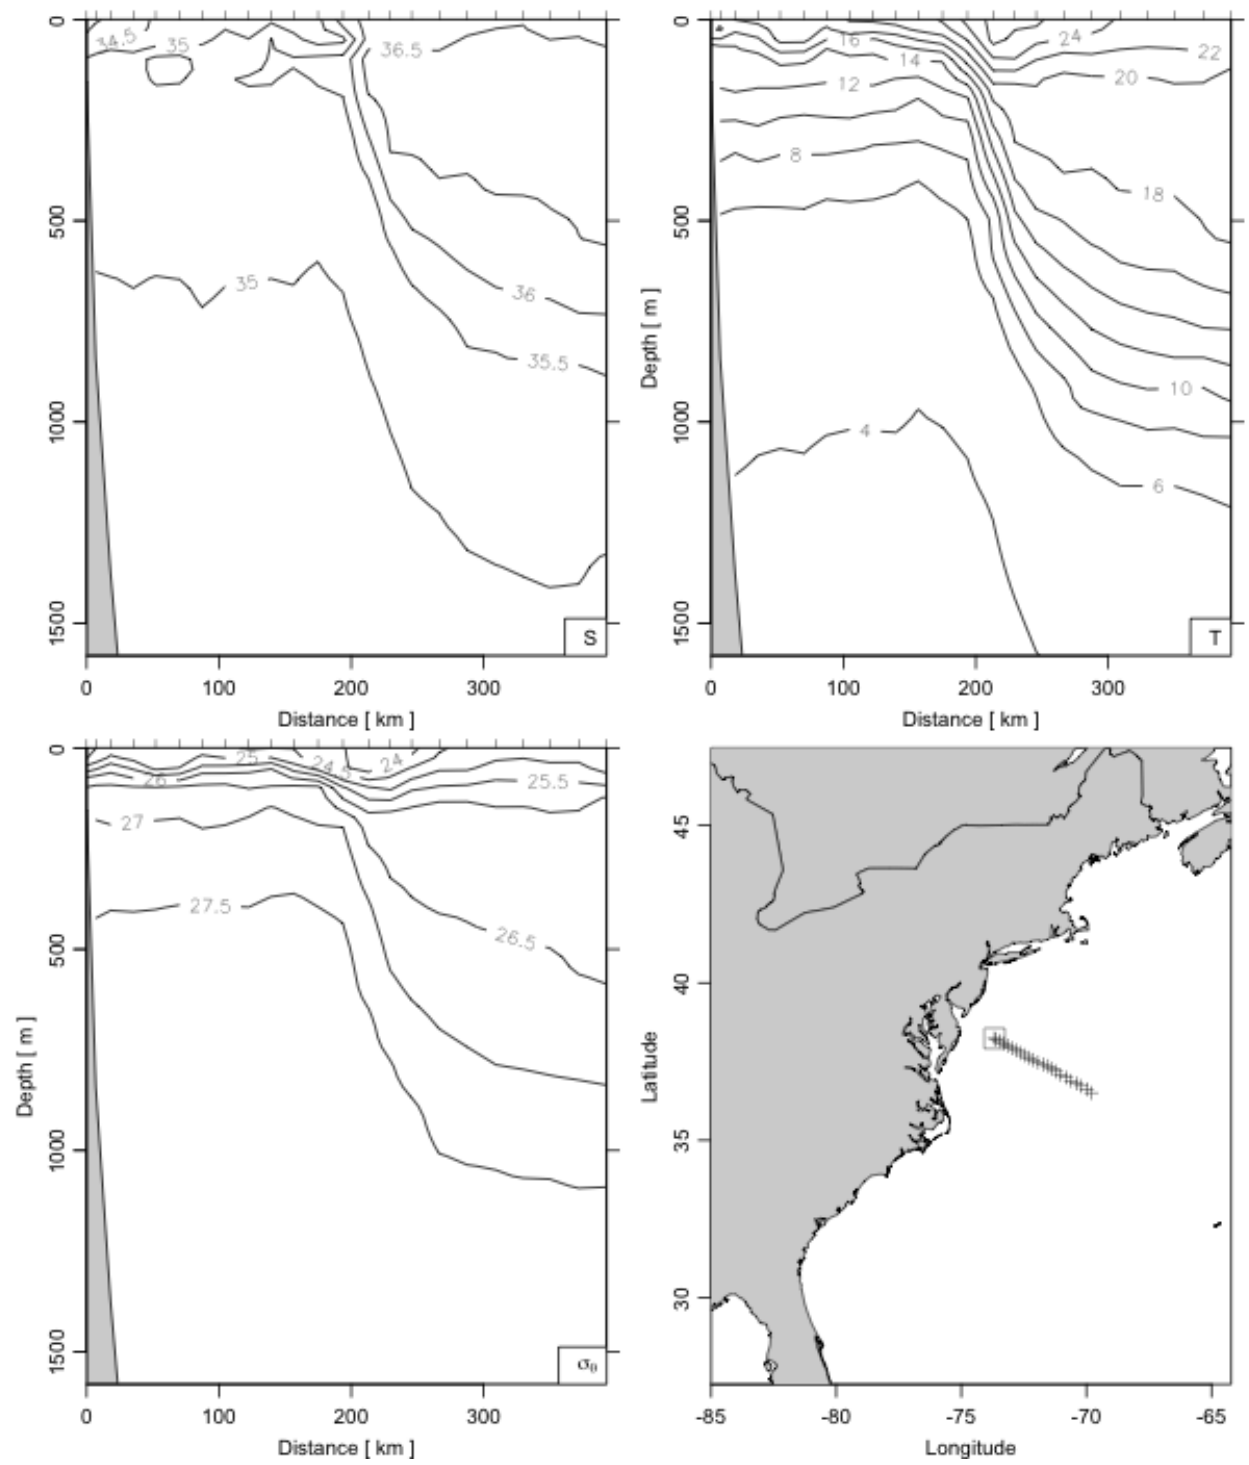 0
500
1000
1500
34.5
35
36.5
35
36
35.5
S
0 100 200 300
Distance [ km ]
Depth [ m ]
0
500
1000
1500
16
24
22
14
20
12
8
18
10
4
6
T
0 100 200 300
Distance [ km ]
Depth [ m ]
0
500
1000
1500
25
24.5
24
26
25.5
27
27.5
26.5
σθ
0 100 200 300
Distance [ km ]
Latitude
45
40
35
30
-85 -80 -75 -70 -65
Longitude